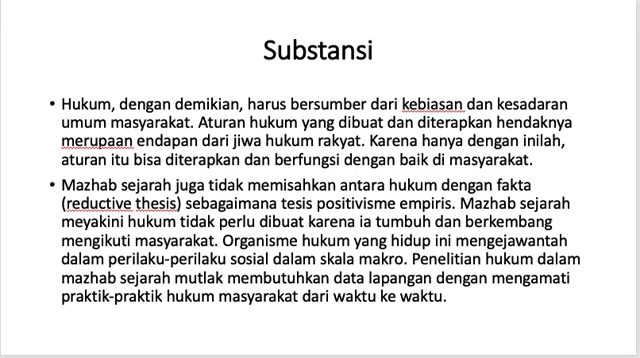 Substansi
• Hukum, dengan demikian, harus bersumber dari kebiasan dan kesadaran
umum masyarakat. Aturan hukum yang dibuat dan diterapkan hendaknya
merupaan endapan dari jiwa hukum rakyat. Karena hanya dengan inilah,
aturan itu bisa diterapkan dan berfungsi dengan baik di masyarakat.
• Mazhab sejarah juga tidak memisahkan antara hukum dengan fakta
(reductive thesis) sebagaimana tesis positivisme empiris. Mazhab sejarah
meyakini hukum tidak perlu dibuat karena ia tumbuh dan berkembang
mengikuti masyarakat. Organisme hukum yang hidup ini mengejawantah
dalam perilaku-perilaku sosial dalam skala makro. Penelitian hukum dalam
mazhab sejarah mutlak membutuhkan data lapangan dengan mengamati
praktik-praktik hukum masyarakat dari waktu ke waktu.